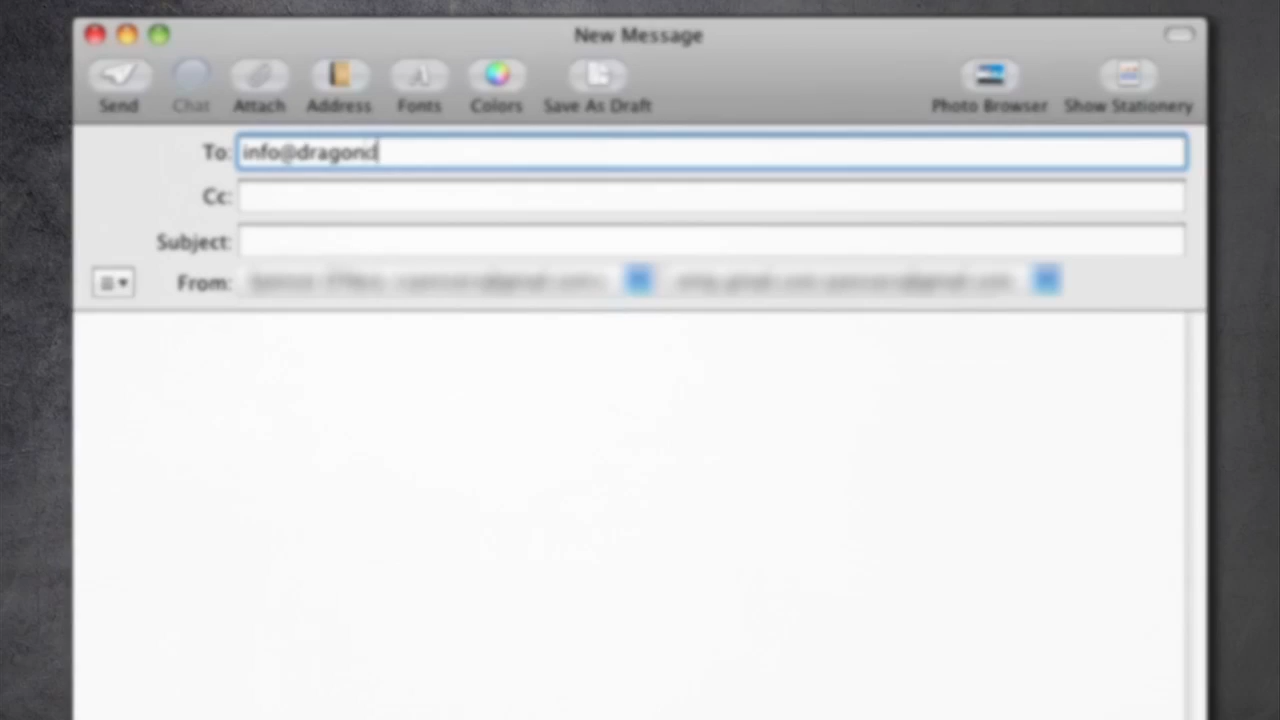 New Message
Send Chat Attach Address Fonts Colors Save As Draft Photo Browser Show Stationery
To: info@dragond
Cc:
Subject:
From: